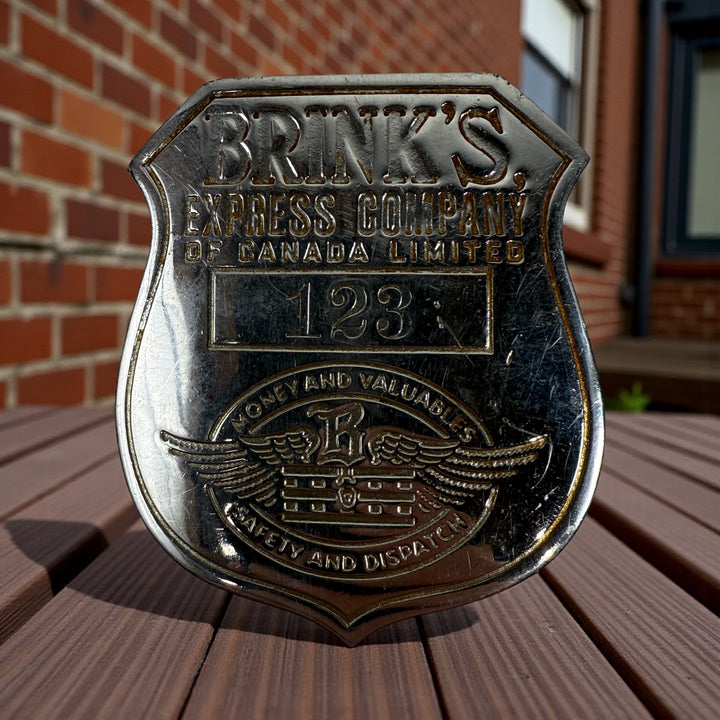 BRINK'S,
EXPRESS COMPANY
OF CANADA LIMITED
123
MONEY AND VALUABLES
B
SAFETY AND DISPATCH